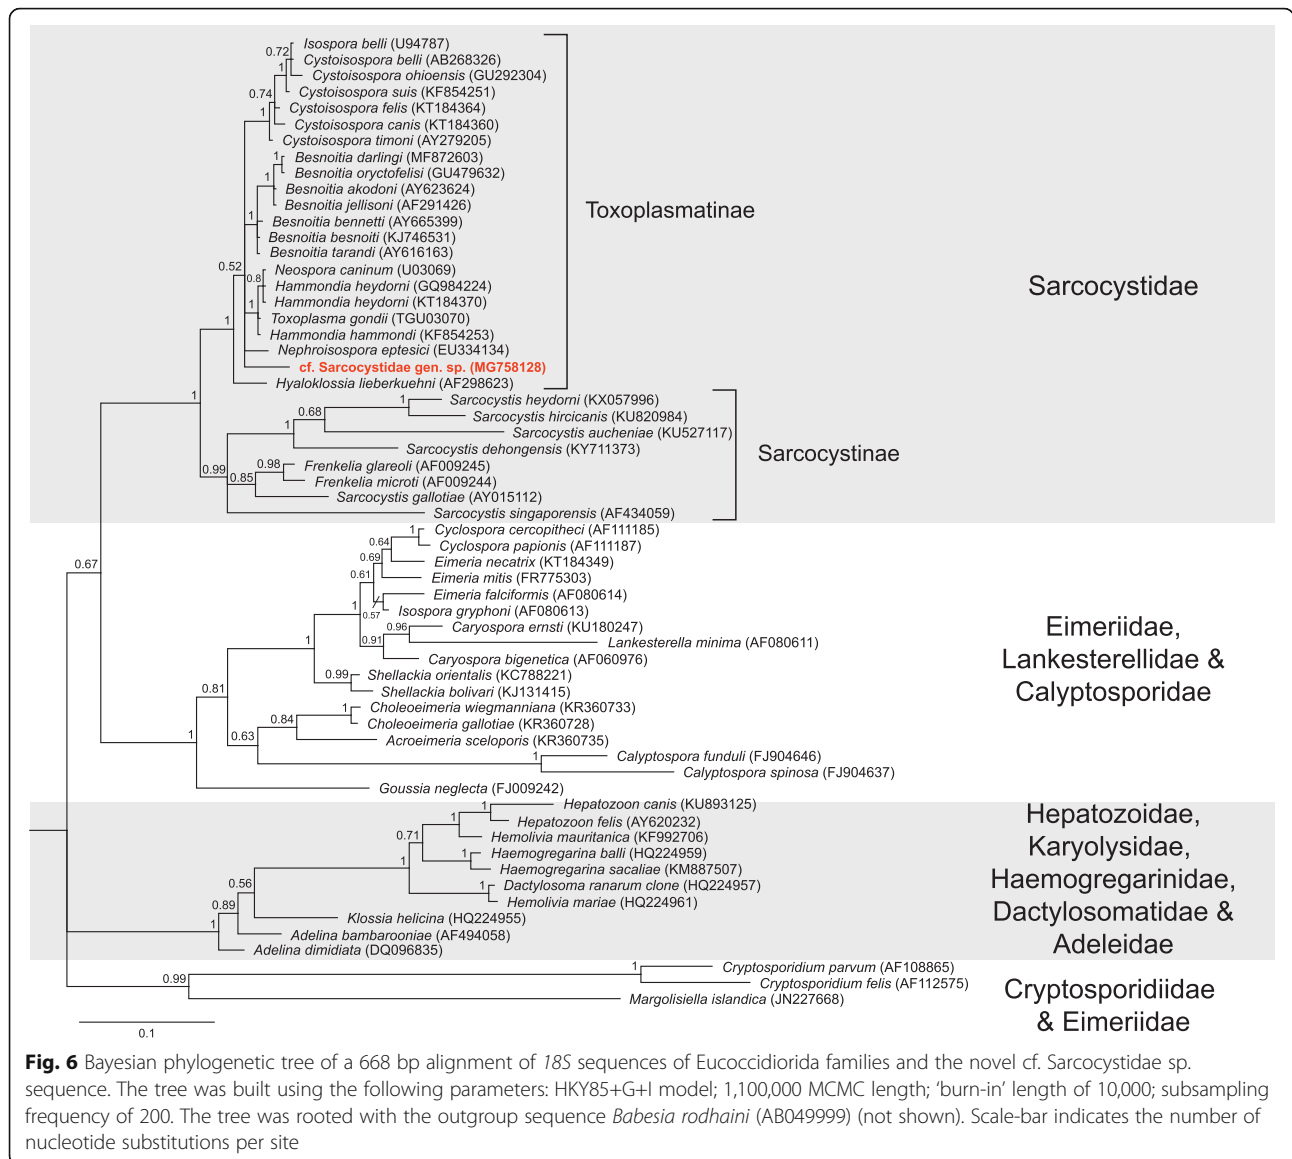 0.72
Isospora belli (U94787)
Cystoisospora belli (AB268326)
1
Cystoisospora ohioensis (GU292304)
0.74
Cystoisospora suis (KF854251)
Cystoisospora felis (KT184364)
1
Cystoisospora canis (KT184360)
Cystoisospora timoni (AY279205)
1
Besnoitia darlingi (MF872603)
Besnoitia oryctofelisi (GU479632)
1
Besnoitia akodoni (AY623624)
Besnoitia jellisoni (AF291426)
Toxoplasmatinae
1
Besnoitia bennetti (AY665399)
Besnoitia besnoiti (KJ746531)
Besnoitia tarandi (AY616163)
0.52
Neospora caninum (U03069)
0.8
Hammondia heydorni (GQ984224)
Sarcocystidae
Hammondia heydorni (KT184370)
1
Toxoplasma gondii (TGU03070)
1
Hammondia hammondi (KF854253)
Nephroisospora eptesici (EU334134)
cf. Sarcocystidae gen. sp. (MG758128)
Hyaloklossia lieberkuehni (AF298623)
1
1
Sarcocystis heydorni (KX057996)
0.68
Sarcocystis hircicanis (KU820984)
1
Sarcocystis aucheniae (KU527117)
Sarcocystis dehongensis (KY711373)
Sarcocystinae
0.99
0.98
Frenkelia glareoli (AF009245)
0.85
Frenkelia microti (AF009244)
Sarcocystis gallotiae (AY015112)
Sarcocystis singaporensis (AF434059)
1
Cyclospora cercopitheci (AF111185)
0.64
Cyclospora papionis (AF111187)
0.67
0.69
Eimeria necatrix (KT184349)
0.61
Eimeria mitis (FR775303)
Eimeria falciformis (AF080614)
1
0.57
Isospora gryphoni (AF080613)
0.96
Caryospora ernsti (KU180247)
1
0.91
Lankesterella minima (AF080611)
Caryospora bigenetica (AF060976)
Eimeriidae,
Lankesterellidae &
Calyptosporidae
0.99
Shellackia orientalis (KC788221)
0.81
Shellackia bolivari (KJ131415)
1
Choleoeimeria wiegmanniana (KR360733)
0.84
Choleoeimeria gallotiae (KR360728)
1
0.63
Acroeimeria sceloporis (KR360735)
1
Calyptospora funduli (FJ904646)
Calyptospora spinosa (FJ904637)
Goussia neglecta (FJ009242)
1
Hepatozoon canis (KU893125)
1
Hepatozoon felis (AY620232)
0.71
Hemolivia mauritanica (KF992706)
1
Haemogregarina balli (HQ224959)
1
Haemogregarina sacaliae (KM887507)
0.56
1
Dactylosoma ranarum clone (HQ224957)
Hemolivia mariae (HQ224961)
0.89
Klossia helicina (HQ224955)
1
Adelina bambarooniae (AF494058)
Adelina dimidiata (DQ096835)
Hepatozoidae,
Karyolysidae,
Haemogregarinidae,
Dactylosomatidae &
Adeleidae
1
Cryptosporidium parvum (AF108865)
0.99
Cryptosporidium felis (AF112575)
Margolisiella islandica (JN227668)
Cryptosporidiidae
& Eimeriidae
0.1
Fig. 6 Bayesian phylogenetic tree of a 668 bp alignment of 18S sequences of Eucoccidiorida families and the novel cf. Sarcocystidae sp.
sequence. The tree was built using the following parameters: HKY85+G+I model; 1,100,000 MCMC length; ‘burn-in’ length of 10,000; subsampling
frequency of 200. The tree was rooted with the outgroup sequence Babesia rodhaini (AB049999) (not shown). Scale-bar indicates the number of
nucleotide substitutions per site